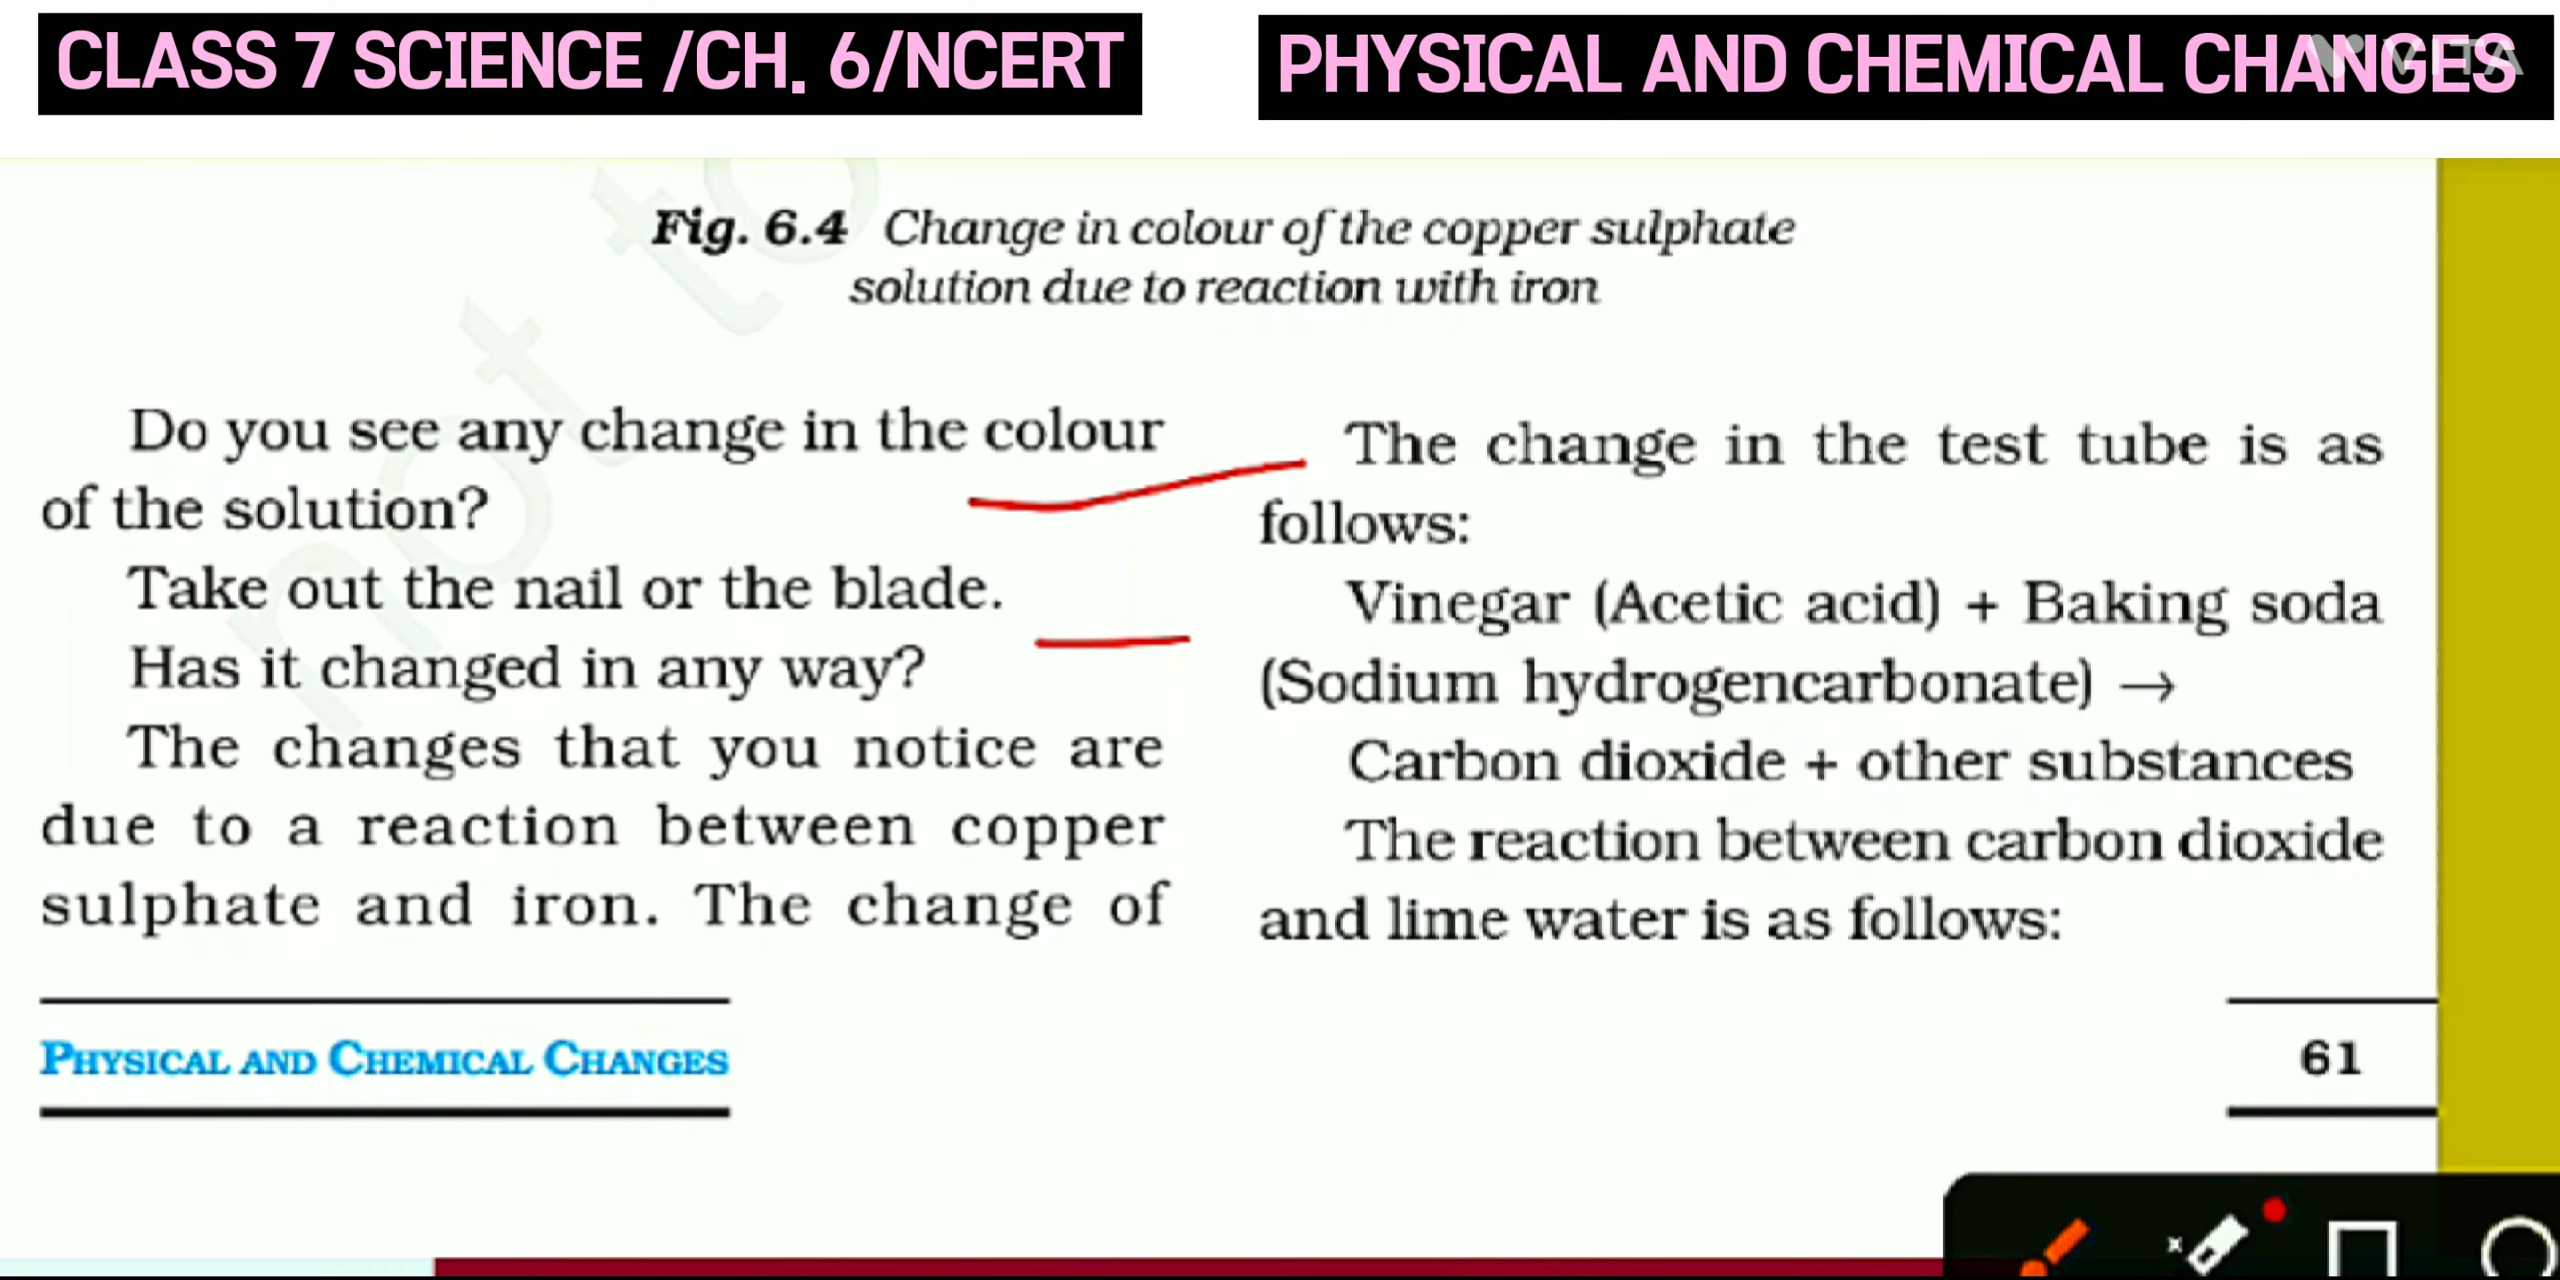 CLASS 7 SCIENCE /CH. 6/NCERT
PHYSICAL AND CHEMICAL CHANGES
VITA
Fig. 6.4 Change in colour of the copper sulphate
solution due to reaction with iron
not to
Do you see any change in the colour
of the solution?
Take out the nail or the blade.
Has it changed in any way?
The changes that you notice are
due to a reaction between copper
sulphate and iron. The change of
The change in the test tube is as
follows:
Vinegar (Acetic acid) + Baking soda
(Sodium hydrogencarbonate) →
Carbon dioxide + other substances
The reaction between carbon dioxide
and lime water is as follows:
PHYSICAL AND CHEMICAL CHANGES
61